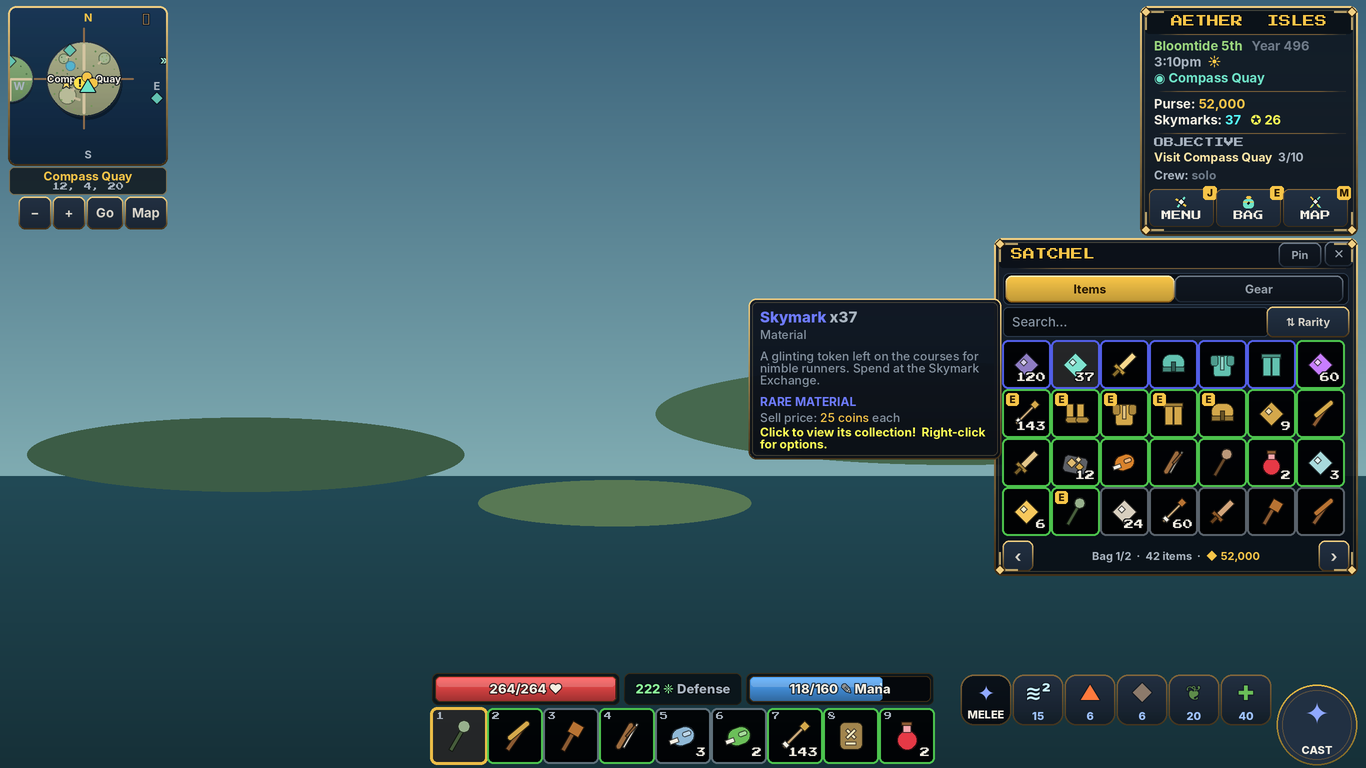 N
W
E
S
Compass Quay
Compass Quay
12, 4, 20
−
+
Go
Map
AETHER ISLES
Bloomtide 5th Year 496
3:10pm
Compass Quay
Purse: 52,000
Skymarks: 37 26
OBJECTIVE
Visit Compass Quay 3/10
Crew: solo
J
E
M
MENU
BAG
MAP
SATCHEL
Pin
×
Items
Gear
Search...
⇅ Rarity
120
37
60
E
E
E
E
E
143
9
12
2
3
E
6
24
60
Bag 1/2 · 42 items · 52,000
Skymark x37
Material
A glinting token left on the courses for
nimble runners. Spend at the Skymark
Exchange.
RARE MATERIAL
Sell price: 25 coins each
Click to view its collection! Right-click
for options.
264/264
222 Defense
118/160 Mana
1
2
3
4
5
3
6
2
7
143
8
9
2
MELEE
2
15
6
6
20
40
CAST